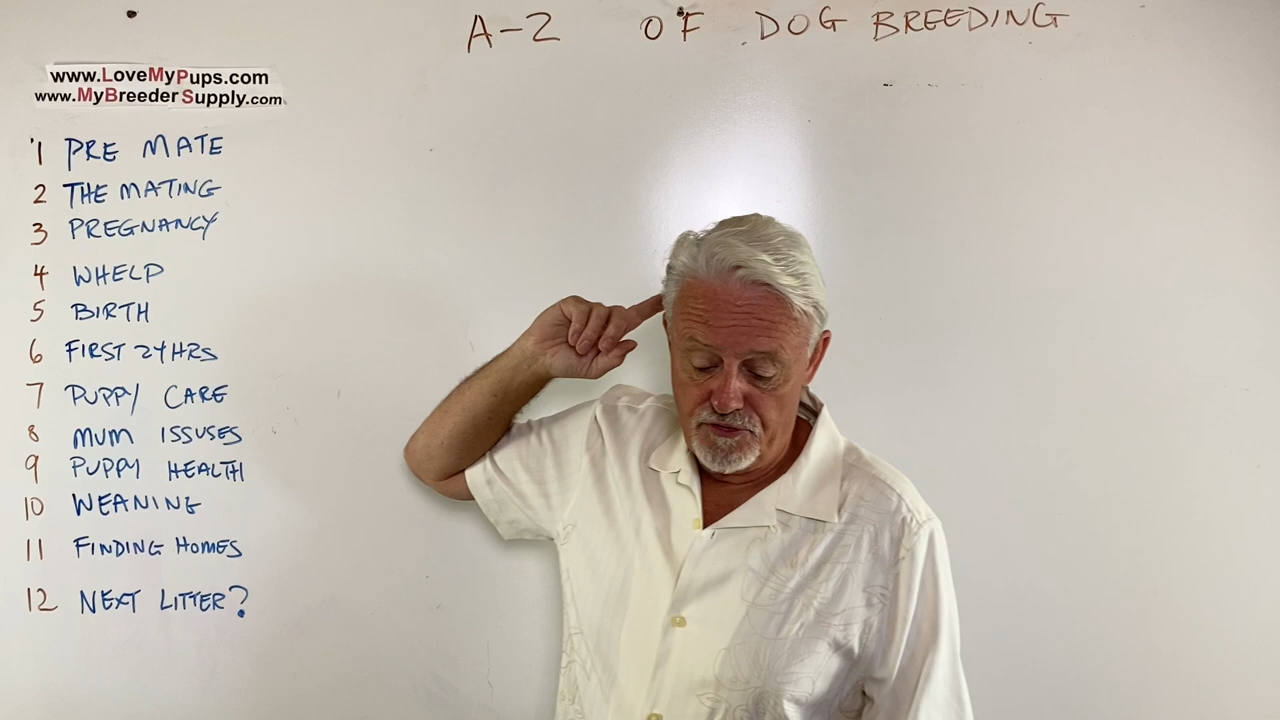 A-Z OF DOG BREEDING
www.LoveMyPups.com
www.MyBreederSupply.com
1 PRE MATE
2 THE MATING
3 PREGNANCY
4 WHELP
5 BIRTH
6 FIRST 24HRS
7 PUPPY CARE
8 MUM ISSUSES
9 PUPPY HEALTH
10 WEANING
11 FINDING HOMES
12 NEXT LITTER?